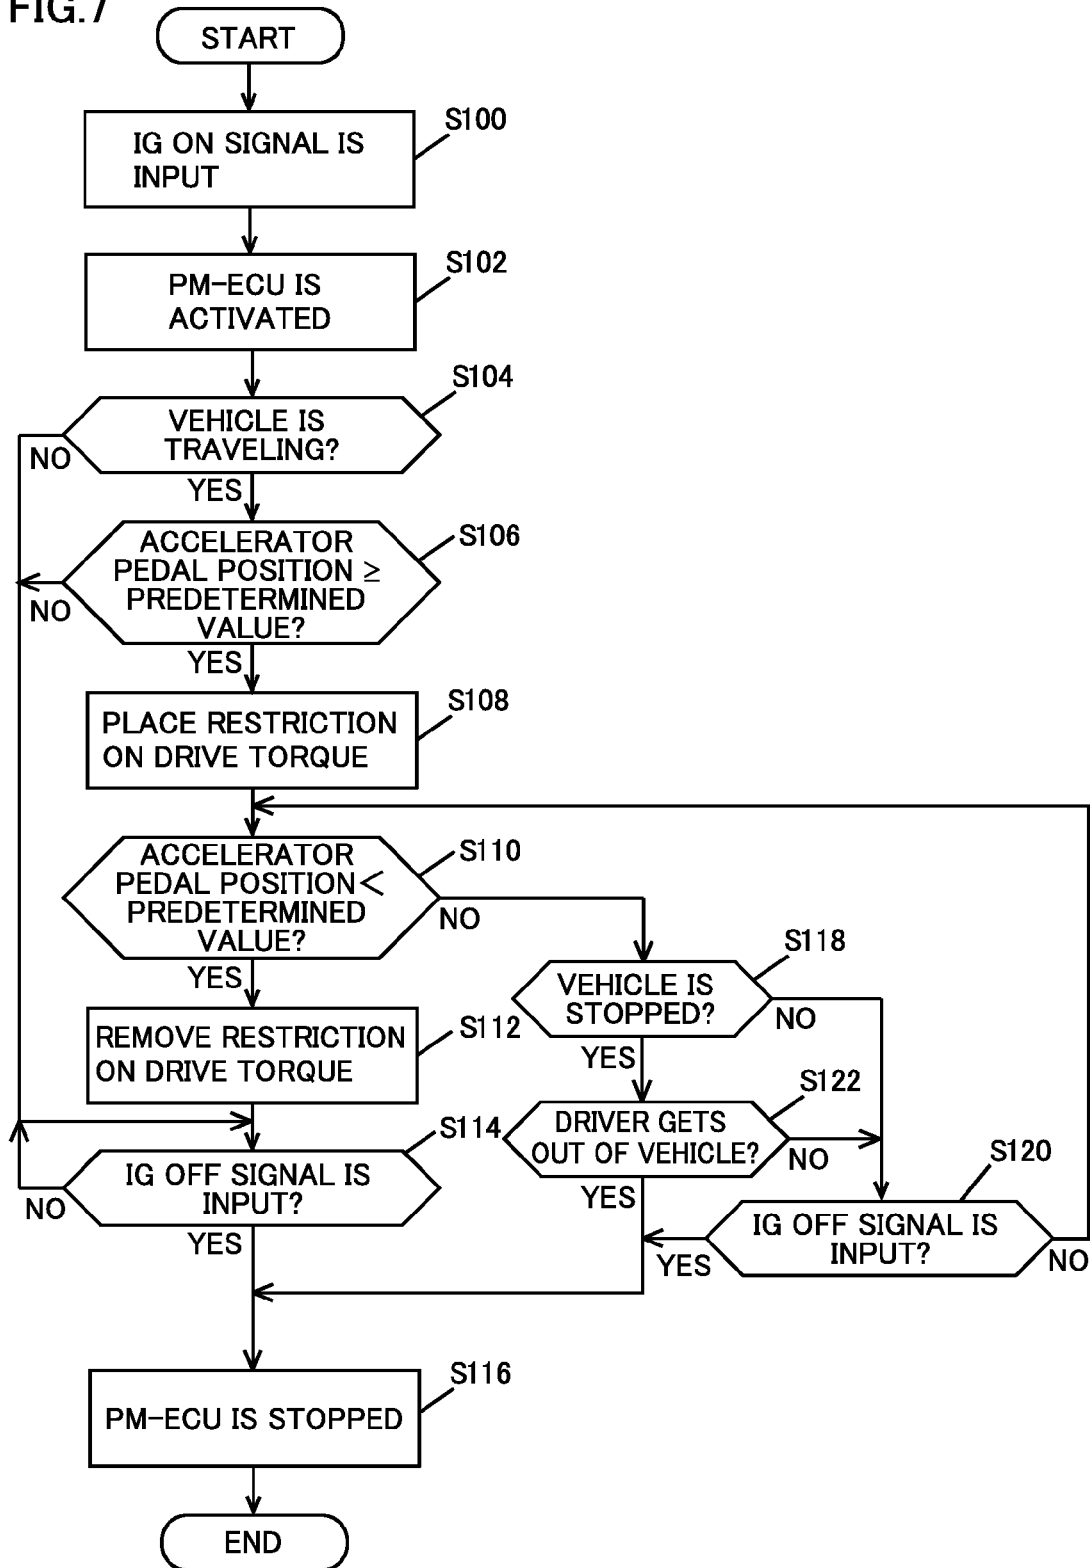 FIG.7
START
IG ON SIGNAL IS
INPUT
S100
PM-ECU IS
ACTIVATED
S102
VEHICLE IS
TRAVELING?
S104
NO
YES
ACCELERATOR
PEDAL POSITION ≥
PREDETERMINED
VALUE?
S106
NO
YES
PLACE RESTRICTION
ON DRIVE TORQUE
S108
ACCELERATOR
PEDAL POSITION<
PREDETERMINED
VALUE?
S110
NO
YES
REMOVE RESTRICTION
ON DRIVE TORQUE
S112
VEHICLE IS
STOPPED?
S118
NO
YES
DRIVER GETS
OUT OF VEHICLE?
S122
NO
YES
IG OFF SIGNAL IS
INPUT?
S114
NO
YES
IG OFF SIGNAL IS
INPUT?
S120
YES
NO
PM-ECU IS STOPPED
S116
END